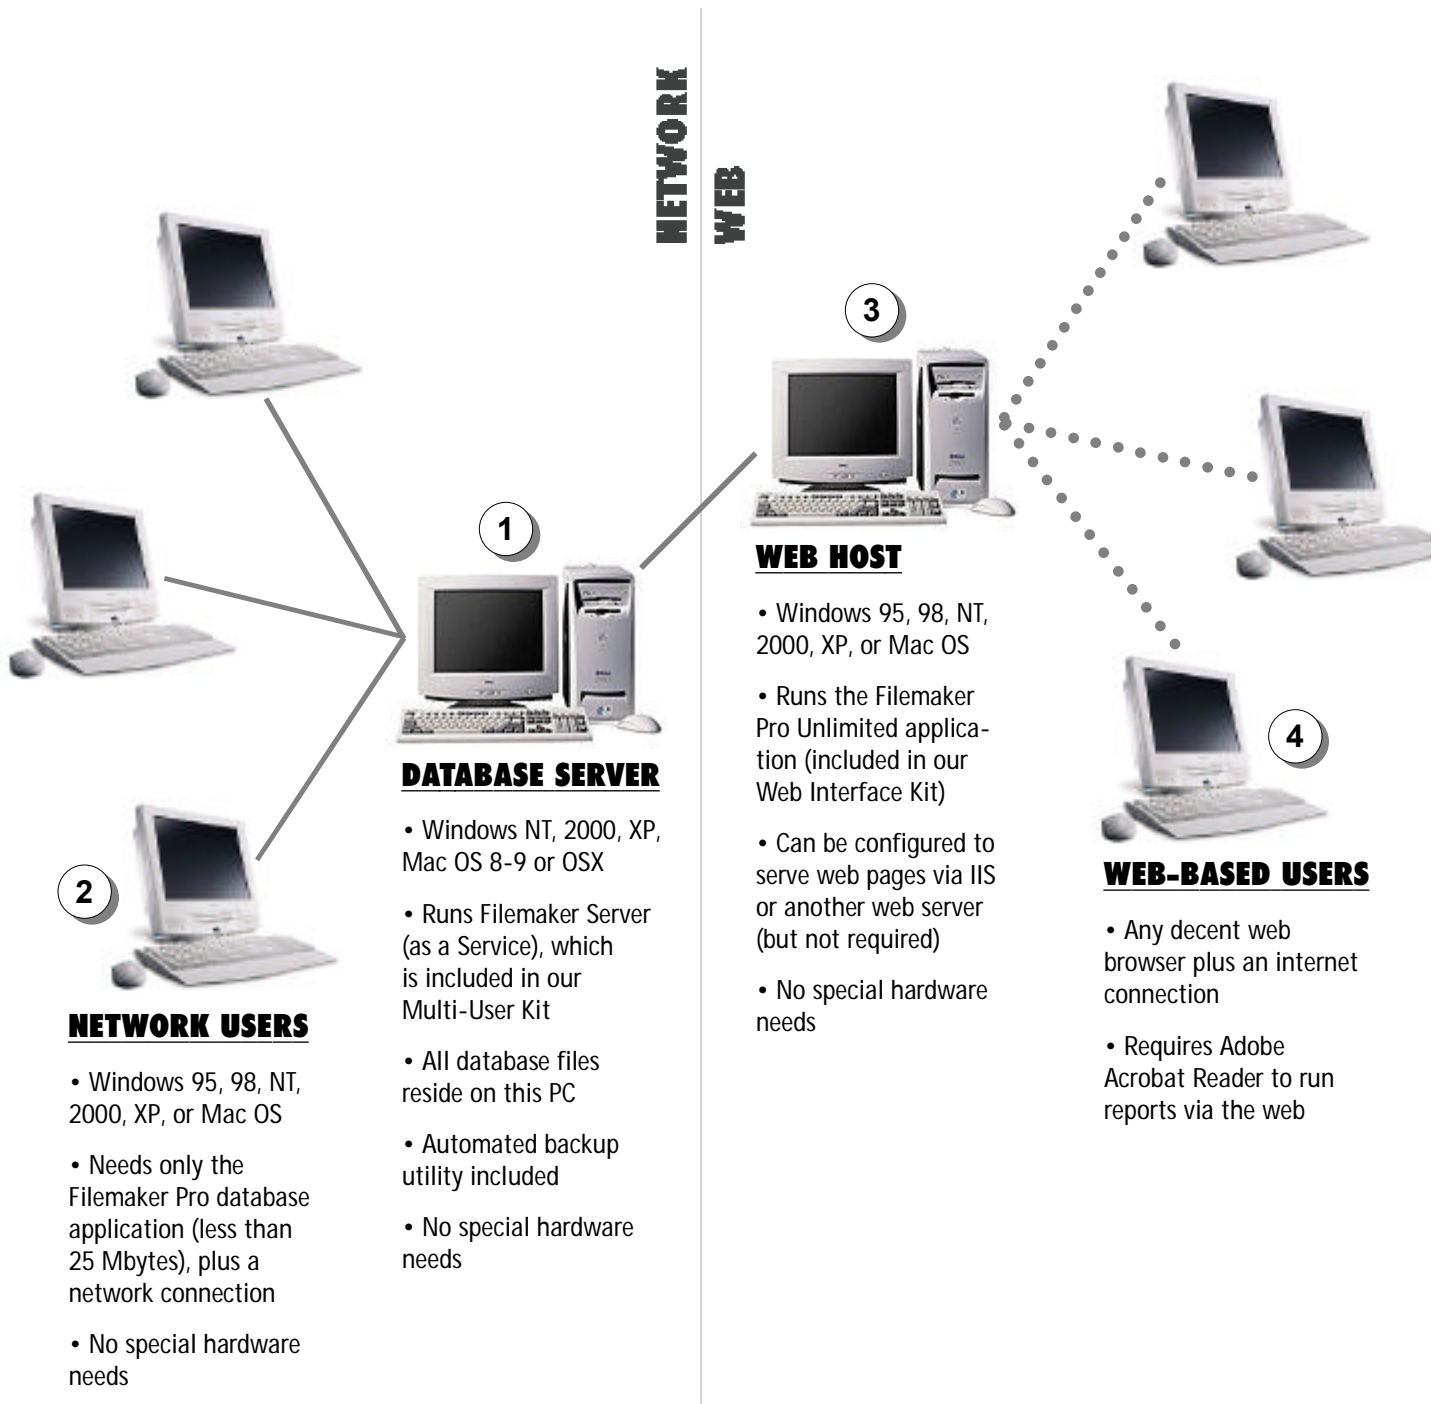 NETWORK
WEB
1
DATABASE SERVER
• Windows NT, 2000, XP,
Mac OS 8-9 or OSX
• Runs Filemaker Server
(as a Service), which
is included in our
Multi-User Kit
• All database files
reside on this PC
• Automated backup
utility included
• No special hardware
needs
2
NETWORK USERS
• Windows 95, 98, NT,
2000, XP, or Mac OS
• Needs only the
Filemaker Pro database
application (less than
25 Mbytes), plus a
network connection
• No special hardware
needs
3
WEB HOST
• Windows 95, 98, NT,
2000, XP, or Mac OS
• Runs the Filemaker
Pro Unlimited applica-
tion (included in our
Web Interface Kit)
• Can be configured to
serve web pages via IIS
or another web server
(but not required)
• No special hardware
needs
4
WEB-BASED USERS
• Any decent web
browser plus an internet
connection
• Requires Adobe
Acrobat Reader to run
reports via the web